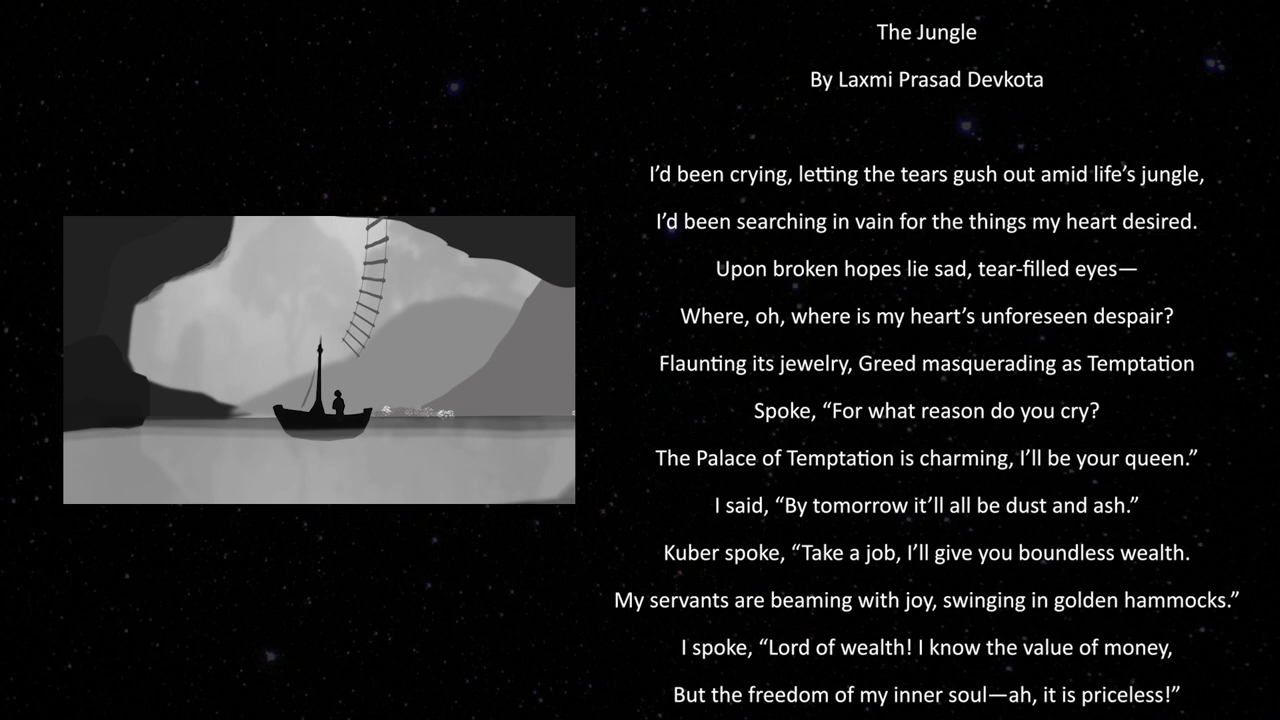 The Jungle
By Laxmi Prasad Devkota
I’d been crying, letting the tears gush out amid life’s jungle,
I’d been searching in vain for the things my heart desired.
Upon broken hopes lie sad, tear-filled eyes—
Where, oh, where is my heart’s unforeseen despair?
Flaunting its jewelry, Greed masquerading as Temptation
Spoke, “For what reason do you cry?
The Palace of Temptation is charming, I’ll be your queen.”
I said, “By tomorrow it’ll all be dust and ash.”
Kuber spoke, “Take a job, I’ll give you boundless wealth.
My servants are beaming with joy, swinging in golden hammocks.”
I spoke, “Lord of wealth! I know the value of money,
But the freedom of my inner soul—ah, it is priceless!”